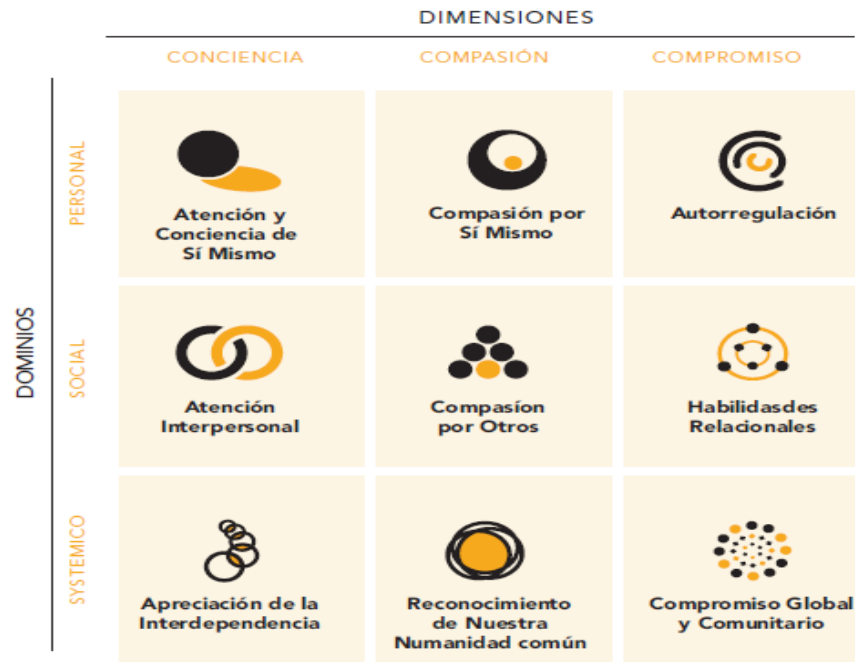 DIMENSIONES
CONCIENCIA COMPASIÓN COMPROMISO
DOMINIOS
PERSONAL
Atención y
Conciencia de
Sí Mismo
Compasión por
Sí Mismo
Autorregulación
SOCIAL
Atención
Interpersonal
Compasíon
por Otros
Habilidasdes
Relacionales
SYSTEMICO
Apreciación de la
Interdependencia
Reconocimiento
de Nuestra
Numanidad común
Compromiso Global
y Comunitario